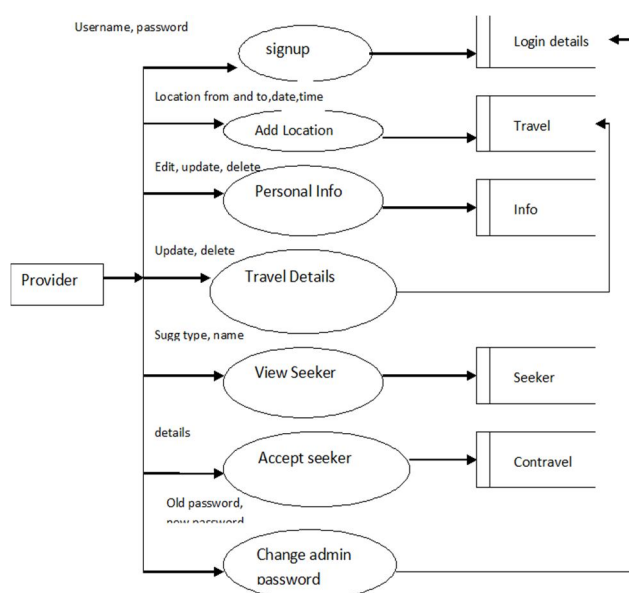 Username, password
signup
Login details
Location from and to,date,time
Add Location
Travel
Edit, update, delete
Personal Info
Info
Update, delete
Provider
Travel Details
Sugg type, name
View Seeker
Seeker
details
Accept seeker
Contravel
Old password,
new password
Change admin
password